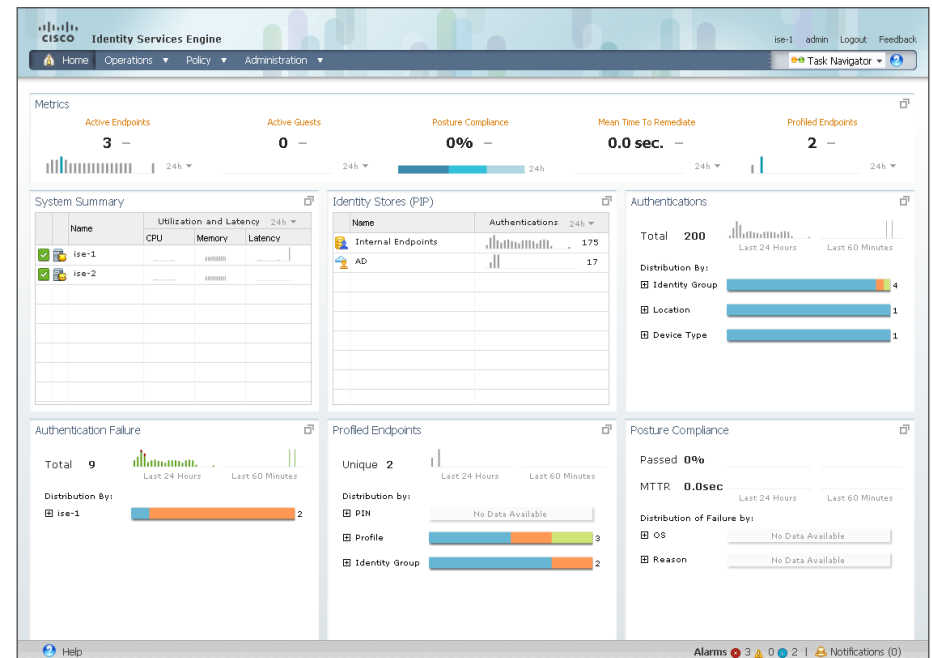 CISCO Identity Services Engine
ise-1 admin Logout Feedback
Home Operations ▼ Policy ▼ Administration ▼
Task Navigator ▼
Metrics
Active Endpoints
3 –
24h
Active Guests
0 –
24h
Posture Compliance
0% –
24h
Mean Time To Remediate
0.0 sec. –
24h
Profiled Endpoints
2 –
24h
System Summary
Name
Utilization and Latency 24h
CPU Memory Latency
ise-1
ise-2
Identity Stores (PIP)
Name Authentications 24h
Internal Endpoints 175
AD 17
Authentications
Total 200
Last 24 Hours Last 60 Minutes
Distribution By:
Identity Group 4
Location 1
Device Type 1
Authentication Failure
Total 9
Last 24 Hours Last 60 Minutes
Distribution By:
ise-1 2
Profiled Endpoints
Unique 2
Last 24 Hours Last 60 Minutes
Distribution by:
PIN No Data Available
Profile 3
Identity Group 2
Posture Compliance
Passed 0%
MTTR 0.0sec
Last 24 Hours Last 60 Minutes
Distribution of Failure by:
OS No Data Available
Reason No Data Available
Help
Alarms 3 0 2 | Notifications (0)